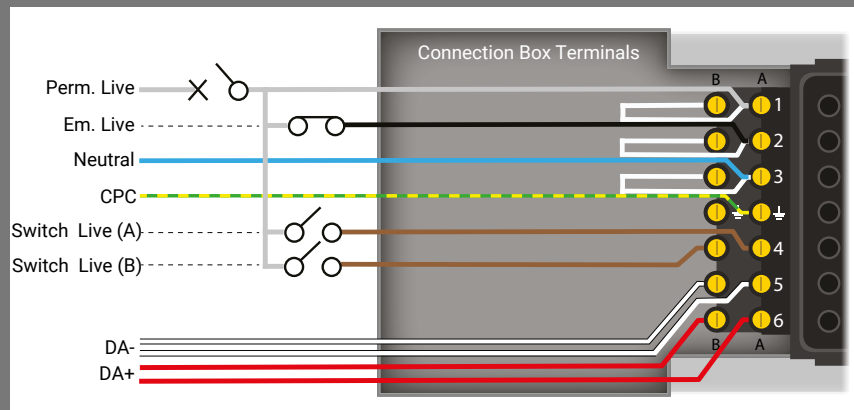 Connection Box Terminals
B A
Perm. Live
1
Em. Live
2
Neutral
3
CPC
Switch Live (A)
4
Switch Live (B)
5
6
DA-
B A
DA+